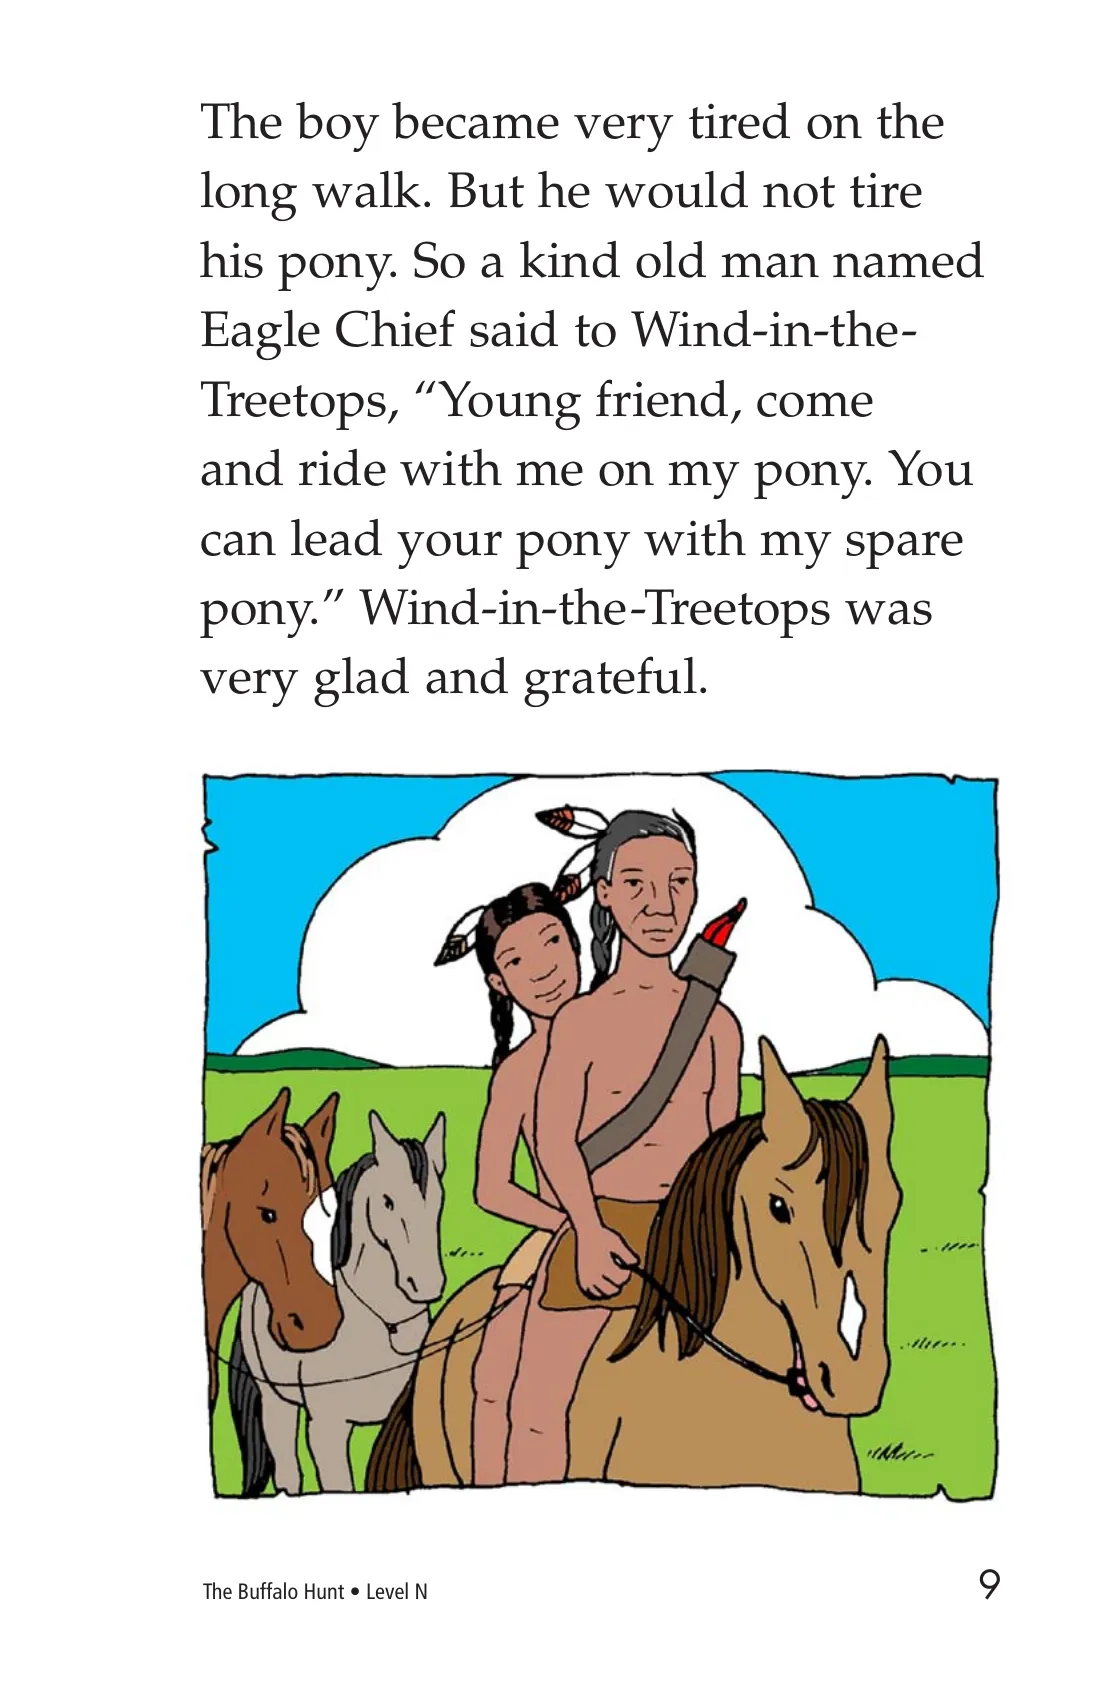 The boy became very tired on the
long walk. But he would not tire
his pony. So a kind old man named
Eagle Chief said to Wind-in-the-
Treetops, “Young friend, come
and ride with me on my pony. You
can lead your pony with my spare
pony.” Wind-in-the-Treetops was
very glad and grateful.
The Buffalo Hunt • Level N
9